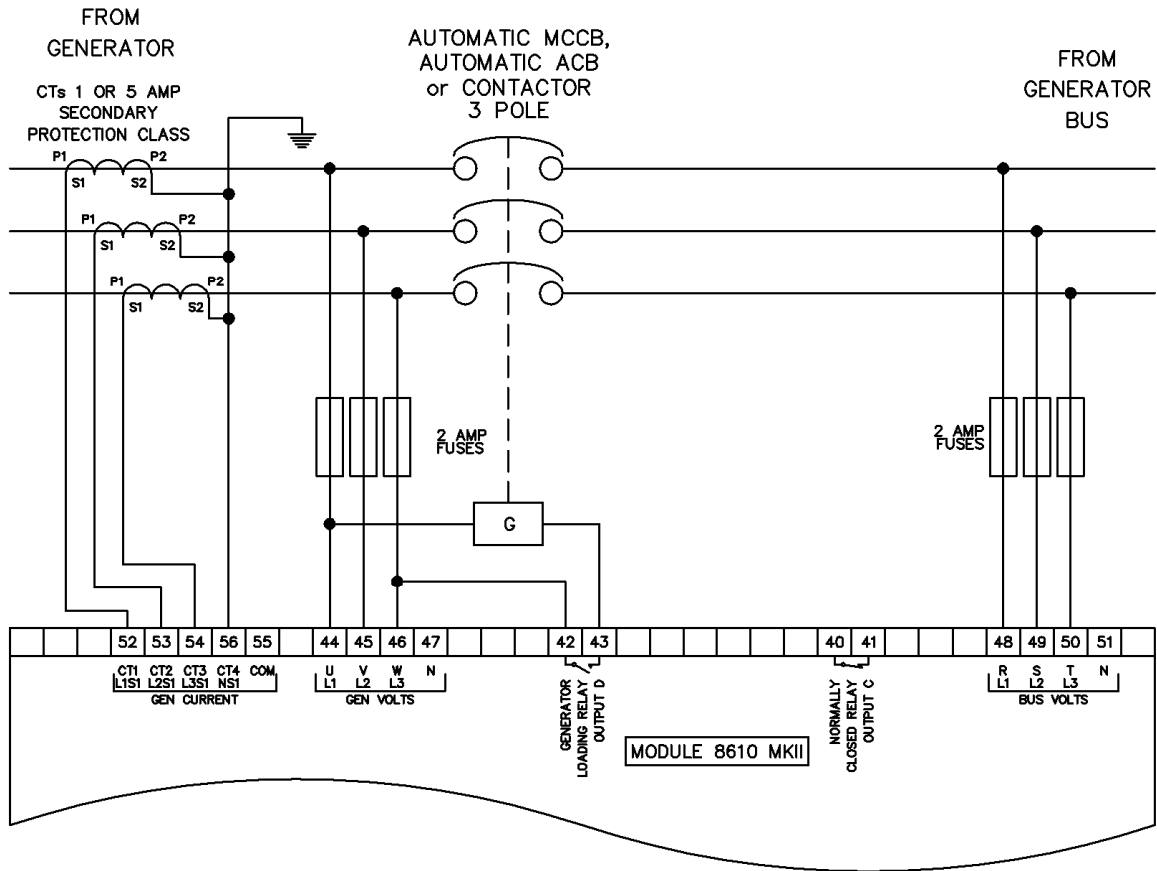 FROM
GENERATOR
CTs 1 OR 5 AMP
SECONDARY
PROTECTION CLASS
AUTOMATIC MCCB,
AUTOMATIC ACB
or CONTACTOR
3 POLE
FROM
GENERATOR
BUS
P1 P2
S1 S2
P1 P2
S1 S2
P1 P2
S1 S2
2 AMP
FUSES
2 AMP
FUSES
G
52 53 54 56 55 44 45 46 47 42 43 40 41 48 49 50 51
CT1 CT2 CT3 CT4 COM
L1S1 L2S1 L3S1 NS1
GEN CURRENT
U V W N
L1 L2 L3
GEN VOLTS
GENERATOR
LOADING RELAY
OUTPUT D
NORMALLY
CLOSED RELAY
OUTPUT C
R S T N
L1 L2 L3
BUS VOLTS
MODULE 8610 MKII